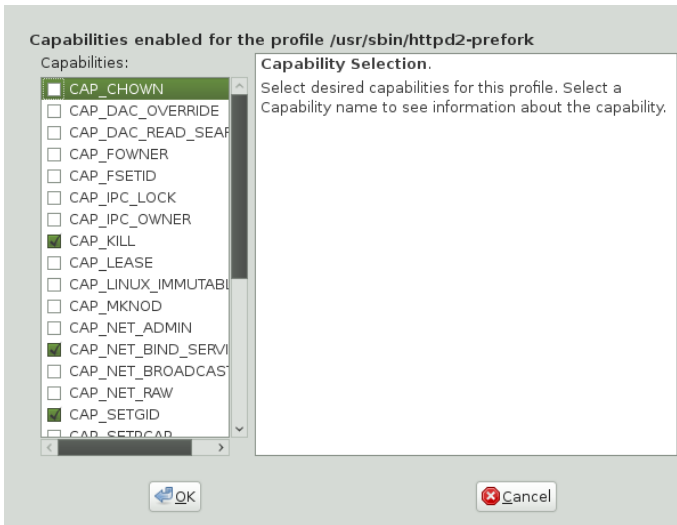 Capabilities enabled for the profile /usr/sbin/httpd2-prefork
Capabilities:
CAP_CHOWN
CAP_DAC_OVERRIDE
CAP_DAC_READ_SEAR
CAP_FOWNER
CAP_FSETID
CAP_IPC_LOCK
CAP_IPC_OWNER
CAP_KILL
CAP_LEASE
CAP_LINUX_IMMUTABL
CAP_MKNOD
CAP_NET_ADMIN
CAP_NET_BIND_SERVI
CAP_NET_BROADCAST
CAP_NET_RAW
CAP_SETGID
CAP_SETPCAP
Capability Selection.
Select desired capabilities for this profile. Select a
Capability name to see information about the capability.
OK
Cancel